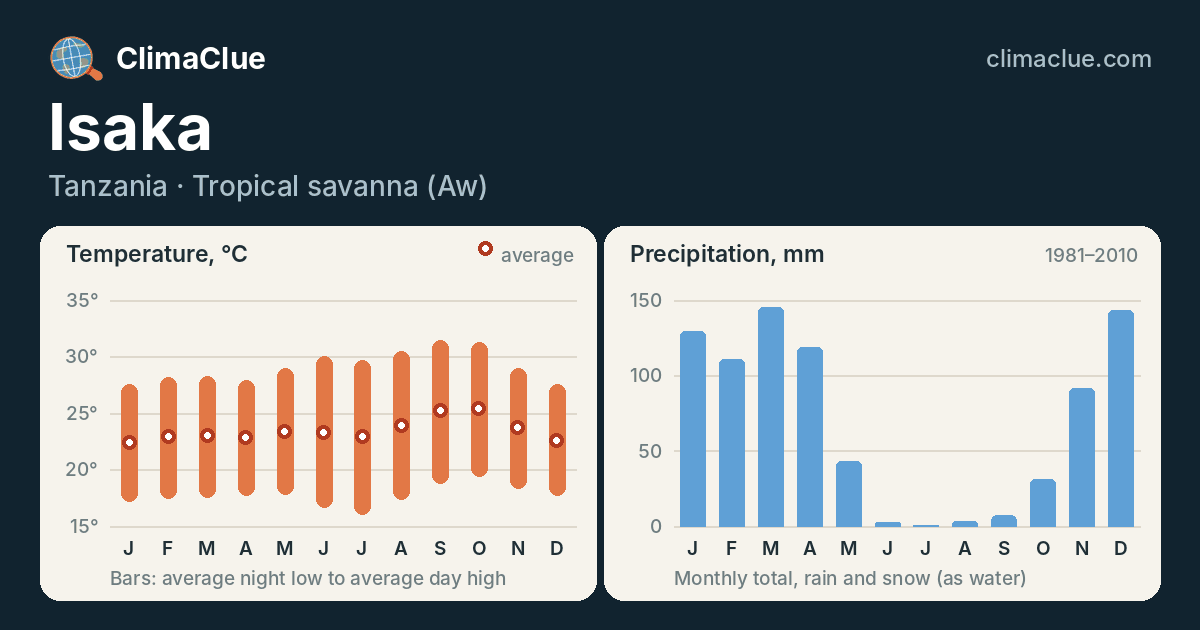 ClimaClue
climaclue.com
Isaka
Tanzania · Tropical savanna (Aw)
Temperature, °C
average
35°
30°
25°
20°
15°
J F M A M J J A S O N D
Bars: average night low to average day high
Precipitation, mm
1981–2010
150
100
50
0
J F M A M J J A S O N D
Monthly total, rain and snow (as water)